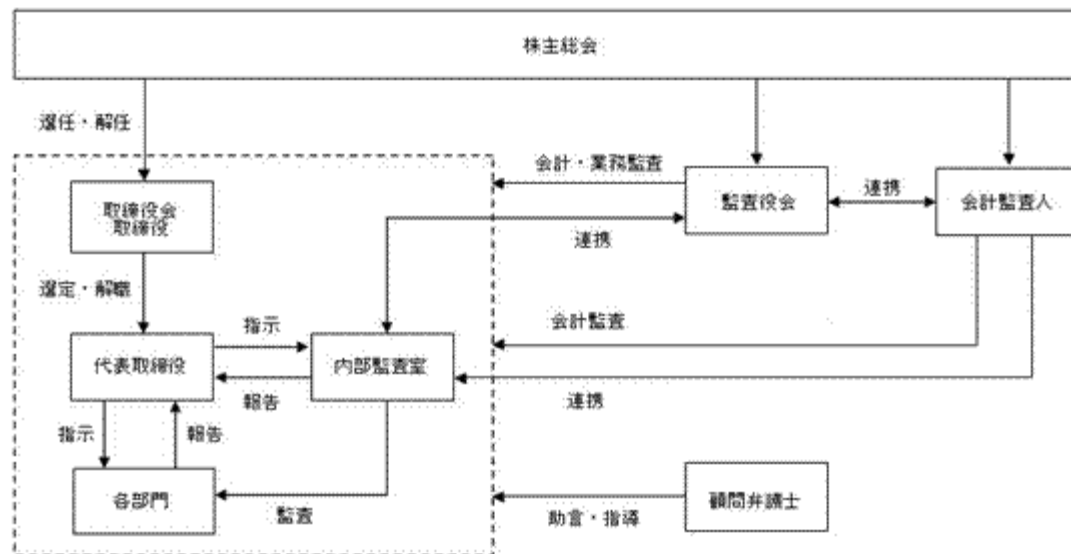 株主総会
選任・解任
会計・業務監査
取締役会
取締役
監査役会
連携
会計監査人
連携
選定・解職
指示
会計監査
代表取締役
内部監査室
報告
連携
指示
報告
各部門
監査
顧問弁護士
助言・指導